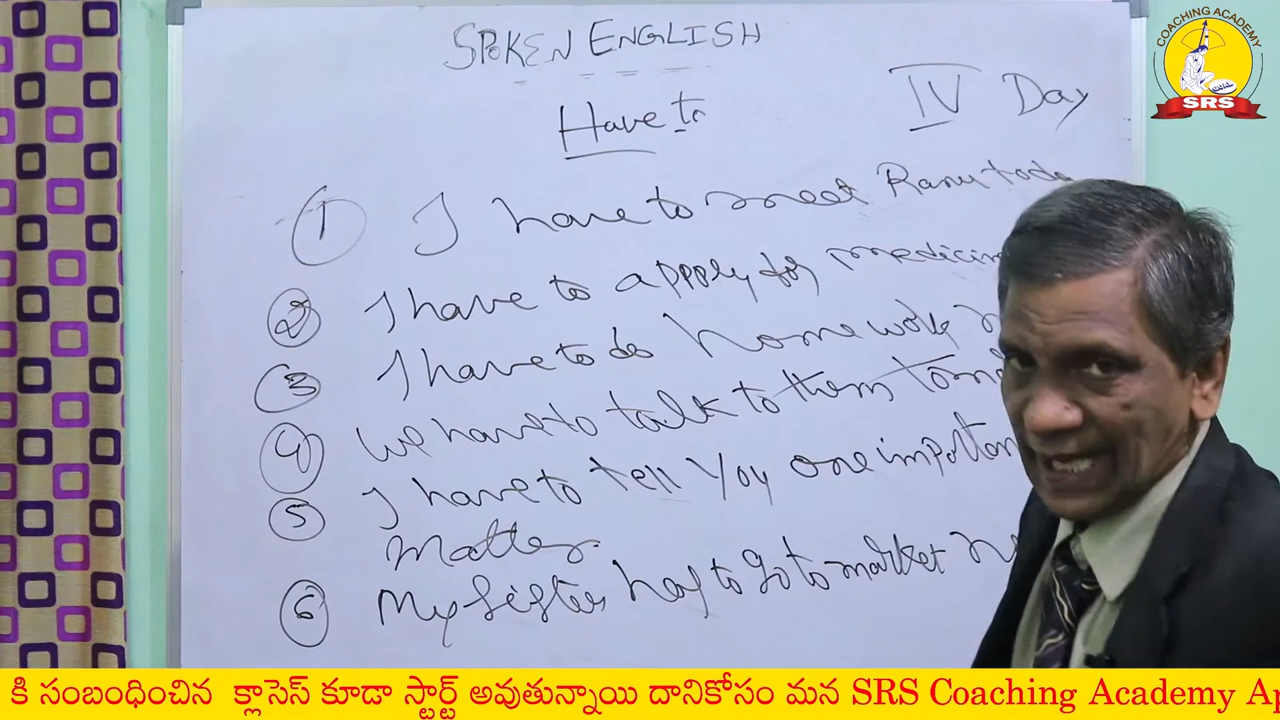 COACHING ACADEMY
SRS
SPOKEN ENGLISH
Have to
IV Day
1 I have to meet Ramu
2 I have to apply for
3 I have to do home work
4 We have to talk to them
5 I have to tell you one
Matter.
6 My sister has to go to market
కి సంబంధించిన క్లాసెస్ కూడా స్టార్ట్ అవుతున్నాయి దానికోసం మన SRS Coaching Academy